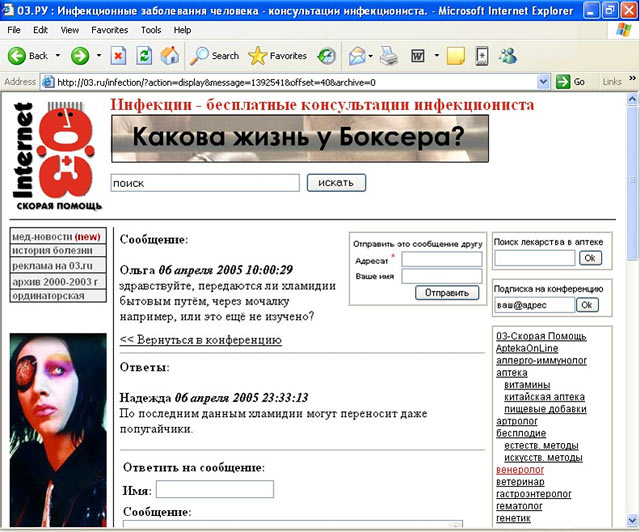 03.РУ : Инфекционные заболевания человека - консультации инфекциониста. - Microsoft Internet Explorer
File Edit View Favorites Tools Help
Back Search Favorites
Address http://03.ru/infection/?action=display&message=1392541&offset=40&archive=0 Go Links »
Internet
03
СКОРАЯ ПОМОЩЬ
Инфекции - бесплатные консультации инфекциониста
Какова жизнь у Боксера?
поиск искать
мед-новости (new)
история болезни
реклама на 03.ru
архив 2000-2003 г
ординаторская
Сообщение:
Ольга 06 апреля 2005 10:00:29
здравствуйте, передаются ли хламидии
бытовым путём, через мочалку
например, или это ещё не изучено?
<< Вернуться в конференцию
Отправить это сообщение другу
Адресат *
Ваше имя
Отправить
Ответы:
Надежда 06 апреля 2005 23:33:13
По последним данным хламидии могут переносит даже
попугайчики.
Ответить на сообщение:
Имя:
Сообщение:
Поиск лекарства в аптеке
Ok
Подписка на конференцию
ваш@адрес Ok
03-Скорая Помощь
AptekaOnLine
аллерго-иммунолог
аптека
витамины
китайская аптека
пищевые добавки
артролог
бесплодие
естеств. методы
искусств. методы
венеролог
ветеринар
гастроэнтеролог
гематолог
генетик